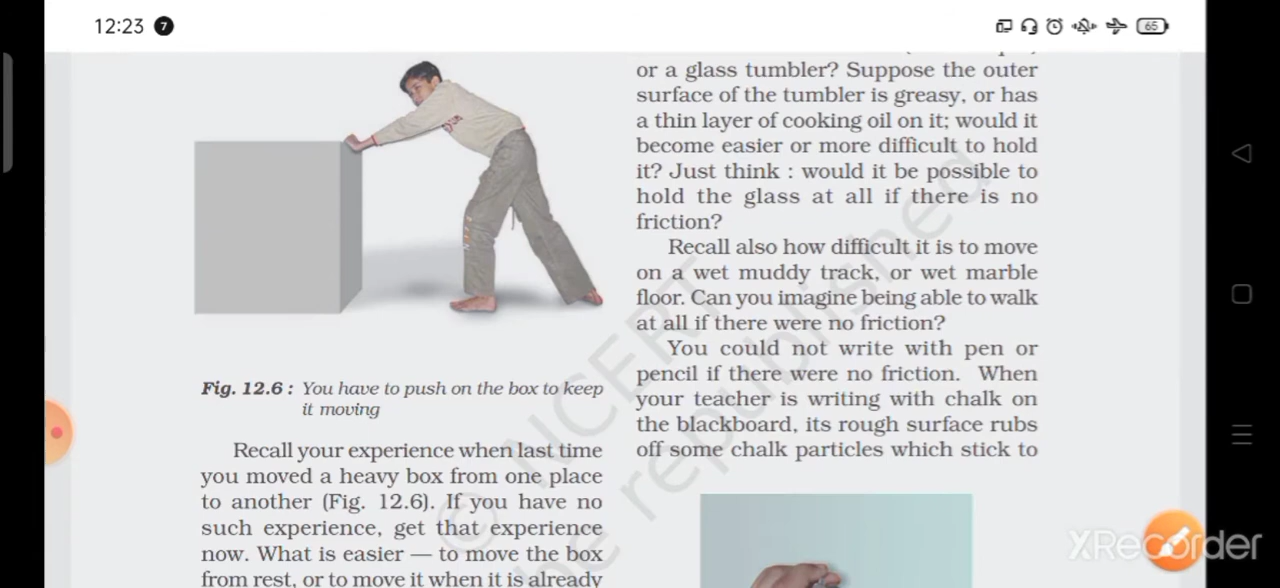 12:23 7
65
Fig. 12.6 : You have to push on the box to keep
it moving
Recall your experience when last time
you moved a heavy box from one place
to another (Fig. 12.6). If you have no
such experience, get that experience
now. What is easier — to move the box
from rest, or to move it when it is already
or a glass tumbler? Suppose the outer
surface of the tumbler is greasy, or has
a thin layer of cooking oil on it; would it
become easier or more difficult to hold
it? Just think : would it be possible to
hold the glass at all if there is no
friction?
Recall also how difficult it is to move
on a wet muddy track, or wet marble
floor. Can you imagine being able to walk
at all if there were no friction?
You could not write with pen or
pencil if there were no friction. When
your teacher is writing with chalk on
the blackboard, its rough surface rubs
off some chalk particles which stick to
© NCERT
be republished
XRecorder